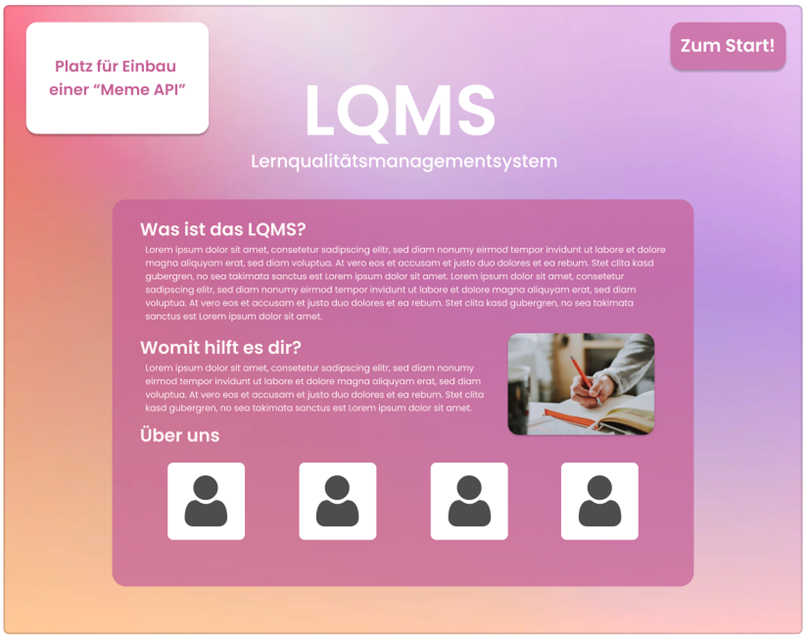 Platz für Einbau
einer “Meme API”
Zum Start!
LQMS
Lernqualitätsmanagementsystem
Was ist das LQMS?
Lorem ipsum dolor sit amet, consetetur sadipscing elitr, sed diam nonumy eirmod tempor invidunt ut labore et dolore
magna aliquyam erat, sed diam voluptua. At vero eos et accusam et justo duo dolores et ea rebum. Stet clita kasd
gubergren, no sea takimata sanctus est Lorem ipsum dolor sit amet. Lorem ipsum dolor sit amet, consetetur
sadipscing elitr, sed diam nonumy eirmod tempor invidunt ut labore et dolore magna aliquyam erat, sed diam
voluptua. At vero eos et accusam et justo duo dolores et ea rebum. Stet clita kasd gubergren, no sea takimata
sanctus est Lorem ipsum dolor sit amet.
Womit hilft es dir?
Lorem ipsum dolor sit amet, consetetur sadipscing elitr, sed diam nonumy
eirmod tempor invidunt ut labore et dolore magna aliquyam erat, sed diam
voluptua. At vero eos et accusam et justo duo dolores et ea rebum. Stet clita
kasd gubergren, no sea takimata sanctus est Lorem ipsum dolor sit amet.
Über uns